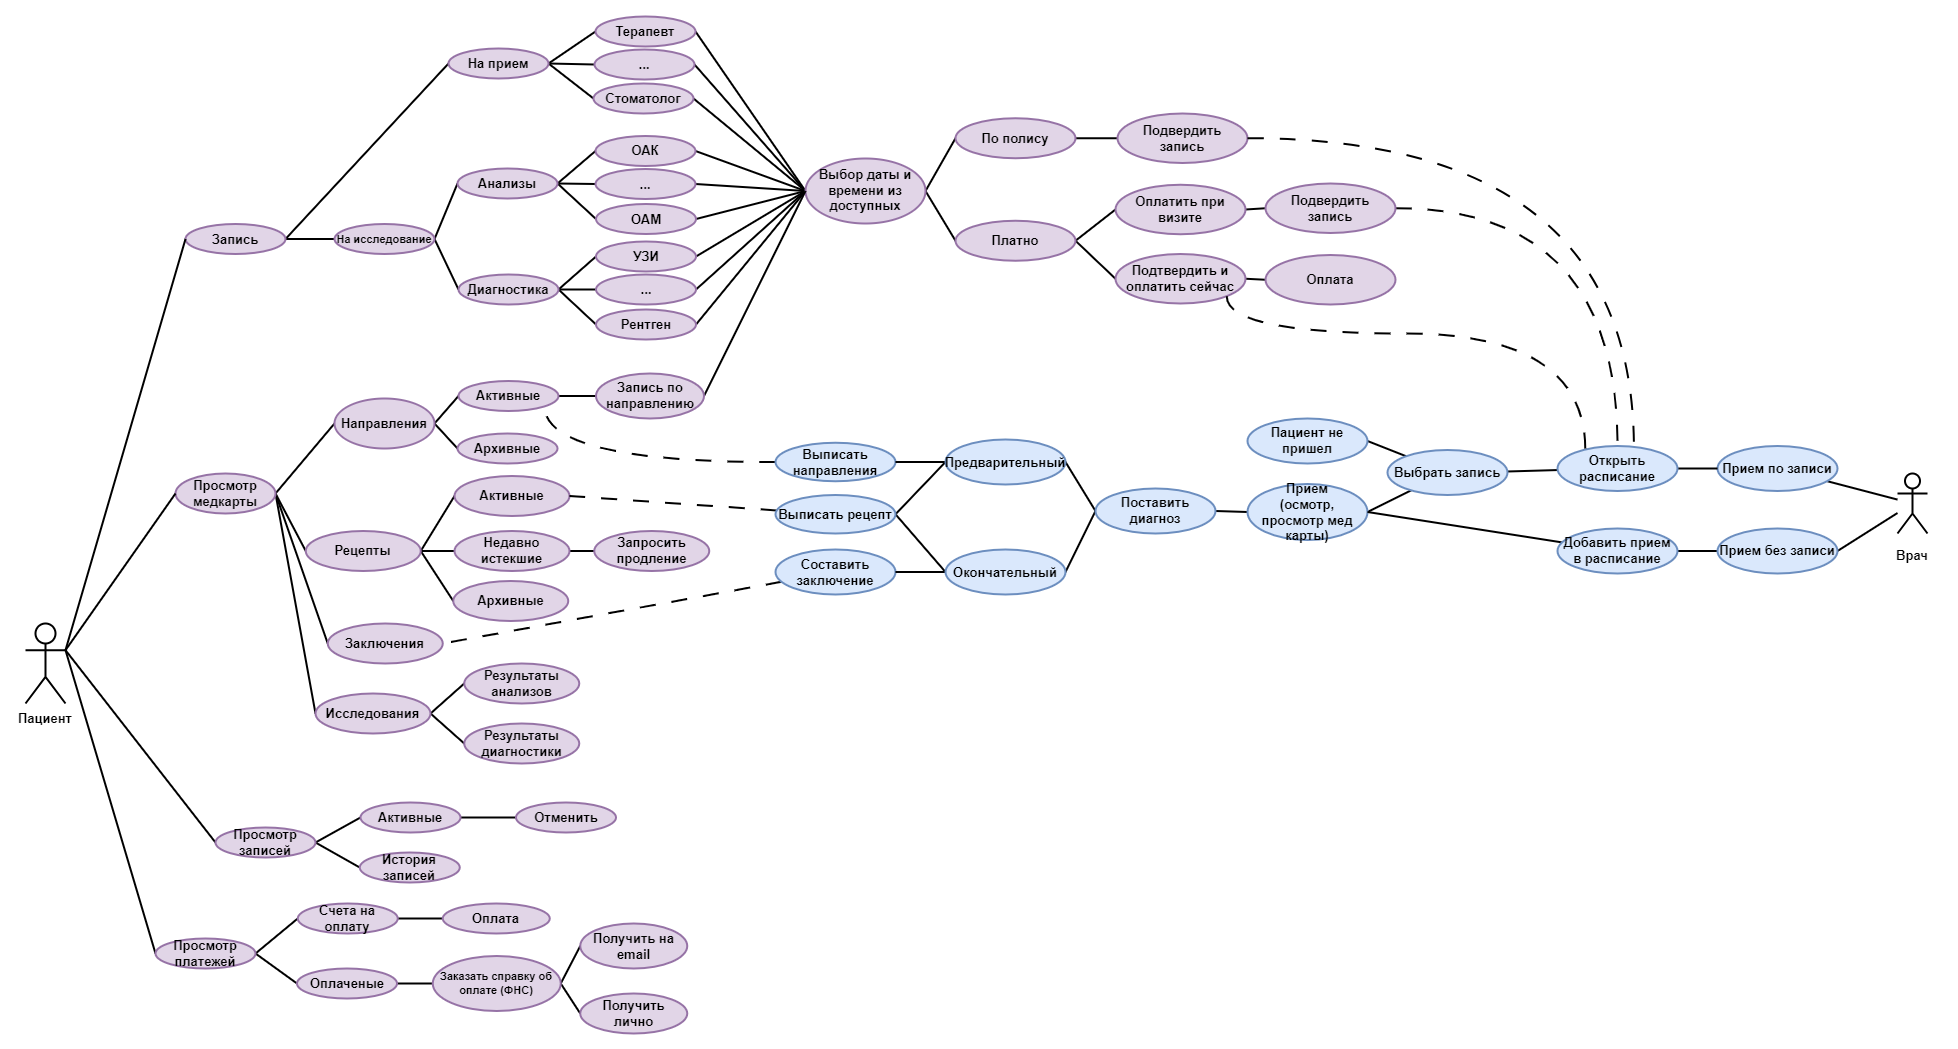 Терапевт
На прием
...
Стоматолог
ОАК
Анализы
...
ОАМ
Запись
На исследование
УЗИ
Диагностика
...
Рентген
Выбор даты и
времени из
доступных
По полису
Подвердить
запись
Оплатить при
визите
Подвердить
запись
Платно
Подтвердить и
оплатить сейчас
Оплата
Активные
Запись по
направлению
Направления
Архивные
Просмотр
медкарты
Активные
Рецепты
Недавно
истекшие
Запросить
продление
Архивные
Заключения
Результаты
анализов
Исследования
Результаты
диагностики
Выписать
направления
Предварительный
Выписать рецепт
Составить
заключение
Окончательный
Поставить
диагноз
Пациент не
пришел
Выбрать запись
Прием
(осмотр,
просмотр мед
карты)
Открыть
расписание
Прием по записи
Добавить прием
в расписание
Прием без записи
Врач
Пациент
Активные
Отменить
Просмотр
записей
История
записей
Счета на
оплату
Оплата
Просмотр
платежей
Оплаченые
Заказать справку об
оплате (ФНС)
Получить на
email
Получить
лично